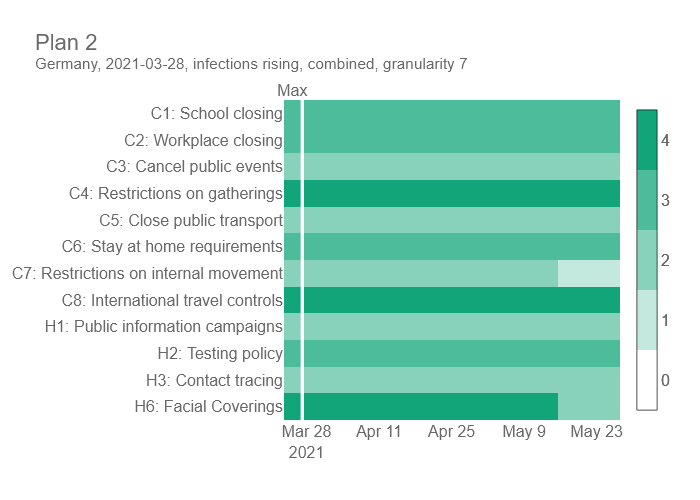 Plan 2
Germany, 2021-03-28, infections rising, combined, granularity 7
Max
C1: School closing
C2: Workplace closing
C3: Cancel public events
C4: Restrictions on gatherings
C5: Close public transport
C6: Stay at home requirements
C7: Restrictions on internal movement
C8: International travel controls
H1: Public information campaigns
H2: Testing policy
H3: Contact tracing
H6: Facial Coverings
4
3
2
1
0
Mar 28 Apr 11 Apr 25 May 9 May 23
2021